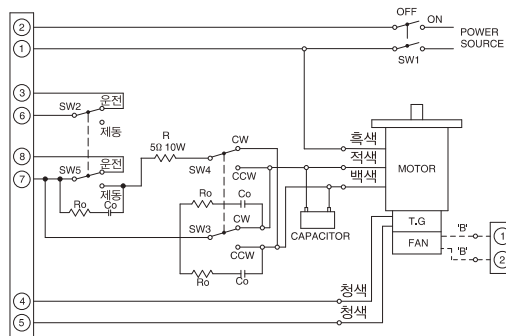 ② OFF ON POWER
SOURCE
①
SW1
③ 운전
SW2
⑥
제동
R
5Ω 10W
⑧ 운전
CW
흑색
SW5
⑦
SW4
CCW
적색
MOTOR
제동
백색
Ro Co
Ro Co
CW
CAPACITOR
SW3
CCW
T.G
'B' ①
FAN
'B' ②
Ro Co
④ 청색
⑤ 청색